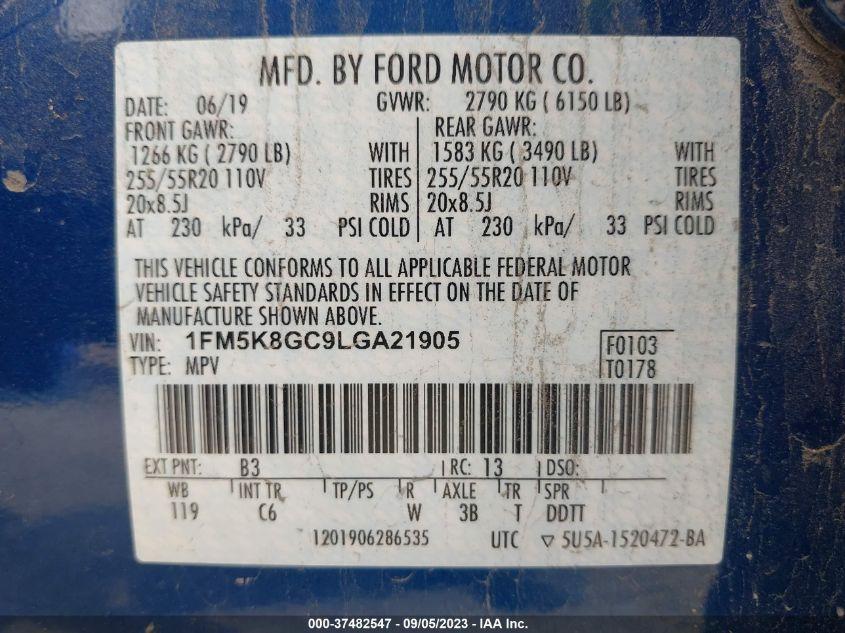 MFD. BY FORD MOTOR CO.
DATE: 06/19 GVWR: 2790 KG ( 6150 LB)
FRONT GAWR: REAR GAWR:
1266 KG ( 2790 LB) WITH 1583 KG ( 3490 LB) WITH
255/55R20 110V TIRES 255/55R20 110V TIRES
20x8.5J RIMS 20x8.5J RIMS
AT 230 kPa/ 33 PSI COLD AT 230 kPa/ 33 PSI COLD
THIS VEHICLE CONFORMS TO ALL APPLICABLE FEDERAL MOTOR
VEHICLE SAFETY STANDARDS IN EFFECT ON THE DATE OF
MANUFACTURE SHOWN ABOVE.
VIN: 1FM5K8GC9LGA21905 F0103
TYPE: MPV T0178
EXT PNT: B3 RC: 13 DSO:
WB INT TR TP/PS R AXLE TR SPR
119 C6 W 3B T DDTT
1201906286535 UTC ▽ 5U5A-1520472-BA
000-37482547 - 09/05/2023 - IAAI.com